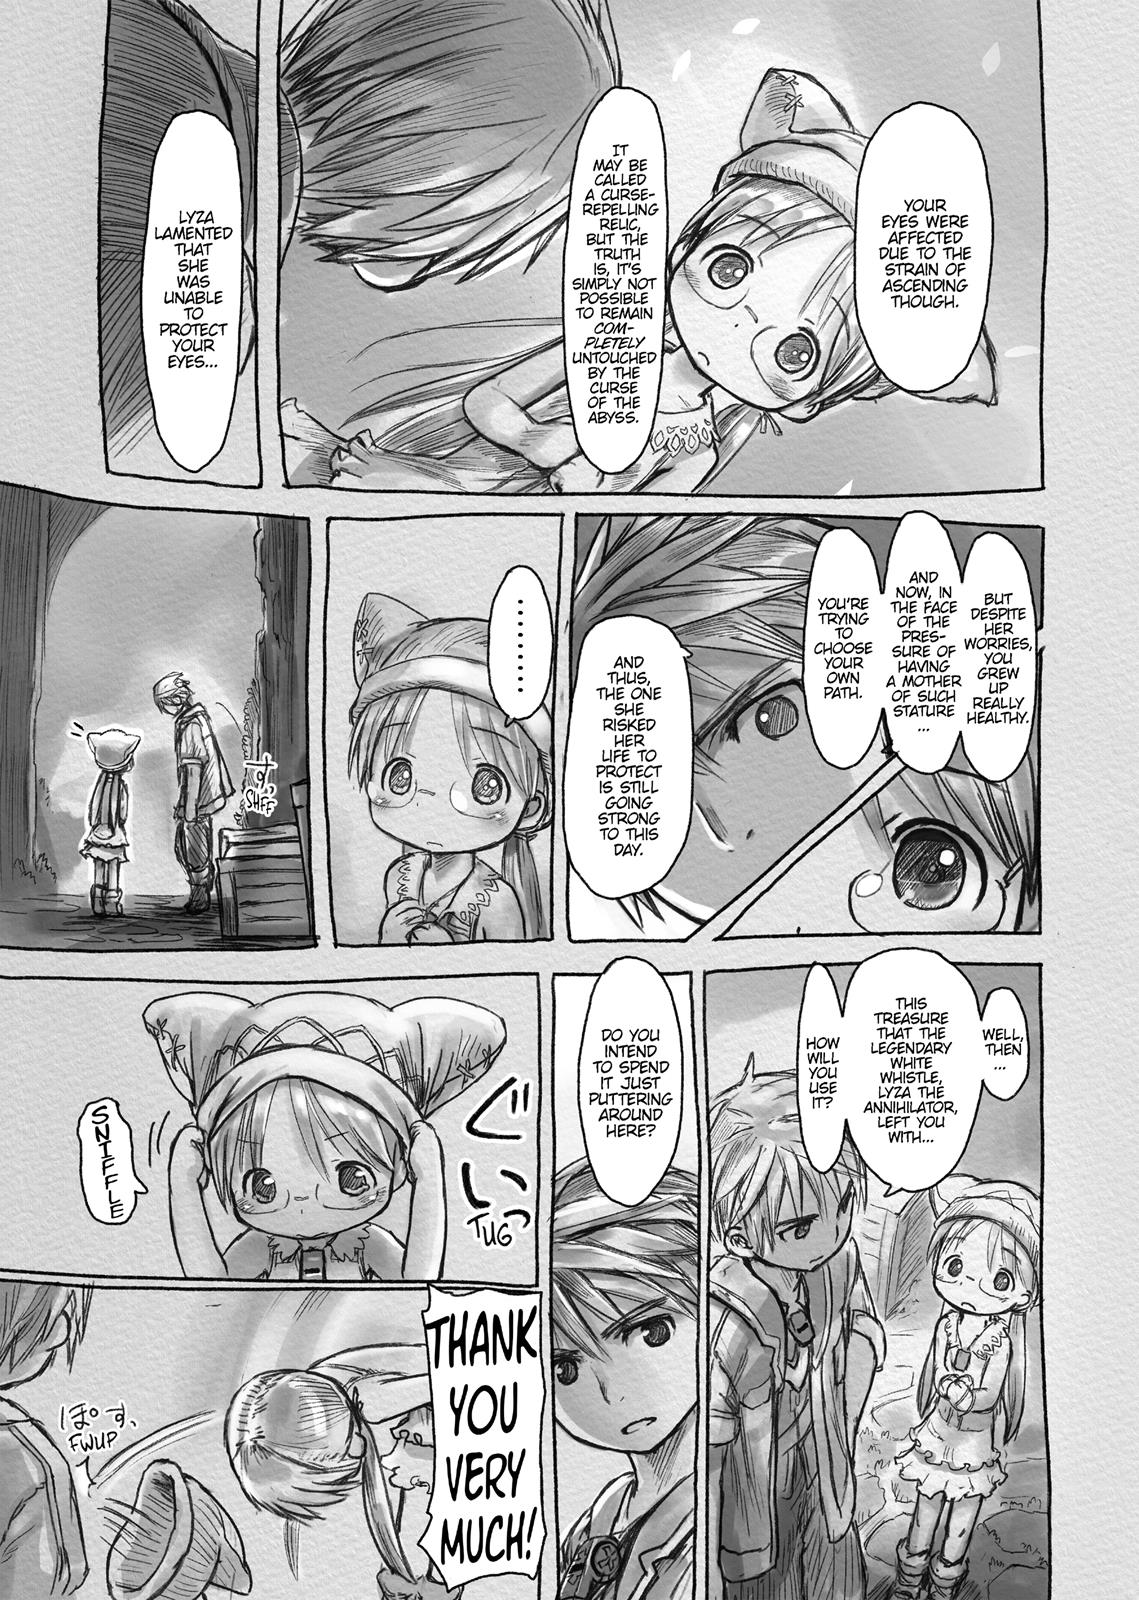 YOUR
EYES WERE
AFFECTED
DUE TO THE
STRAIN OF
ASCENDING
THOUGH.
IT
MAY BE
CALLED
A CURSE-
REPELLING
RELIC,
BUT THE
TRUTH
IS, IT'S
SIMPLY NOT
POSSIBLE
TO REMAIN
COM-
PLETELY
UNTOUCHED
BY THE
CURSE
OF THE
ABYSS.
LYZA
LAMENTED
THAT
SHE
WAS
UNABLE
TO
PROTECT
YOUR
EYES...
BUT
DESPITE
HER
WORRIES,
YOU
GREW
UP
REALLY
HEALTHY.
AND
NOW, IN
THE FACE
OF THE
PRES-
SURE OF
HAVING
A MOTHER
OF SUCH
STATURE
...
YOU'RE
TRYING
TO
CHOOSE
YOUR
OWN
PATH.
AND
THUS,
THE ONE
SHE
RISKED
HER
LIFE TO
PROTECT
IS STILL
GOING
STRONG
TO THIS
DAY.
.........
すっ
SHFF
WELL,
THEN
...
THIS
TREASURE
THAT THE
LEGENDARY
WHITE
WHISTLE,
LYZA THE
ANNIHILATOR,
LEFT YOU
WITH...
HOW
WILL
YOU
USE
IT?
DO YOU
INTEND
TO SPEND
IT JUST
PUTTERING
AROUND
HERE?
ぐいっ
TUG
SNIFFLE
THANK
YOU
VERY
MUCH!
ぽすっ
FWUP